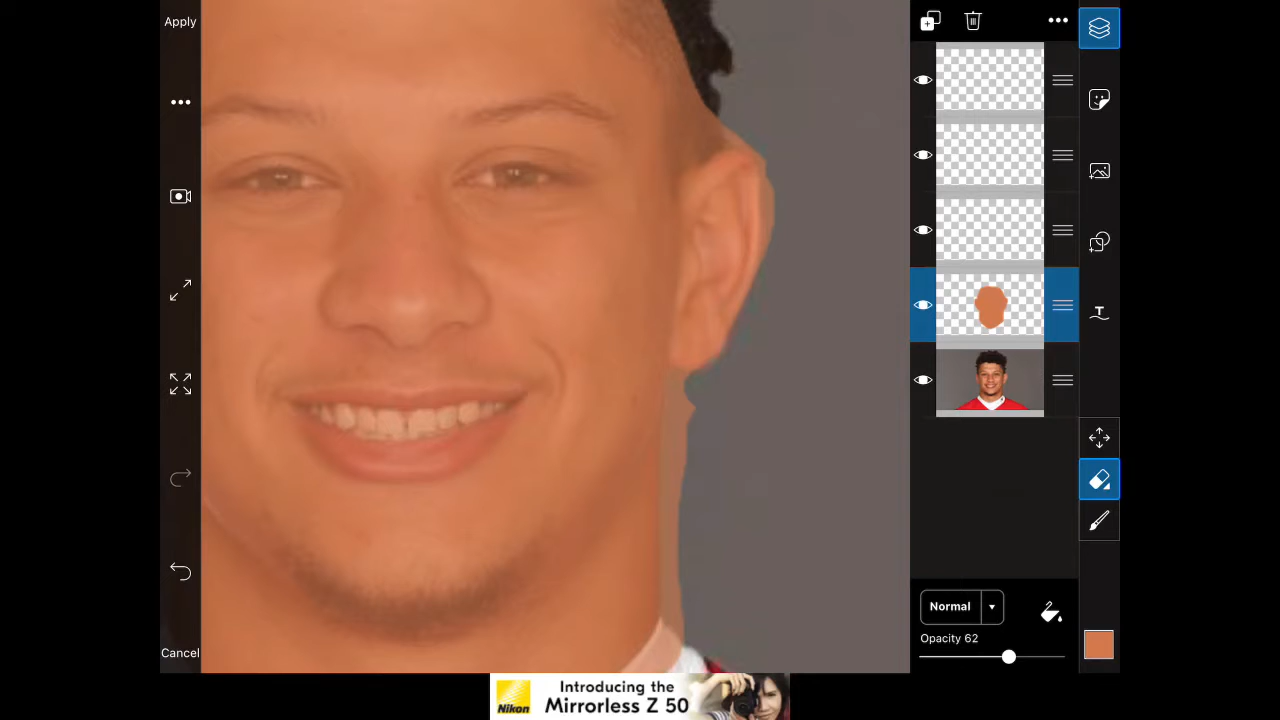 Apply
T
Normal
Opacity 62
Cancel
Nikon
Introducing the
Mirrorless Z 50